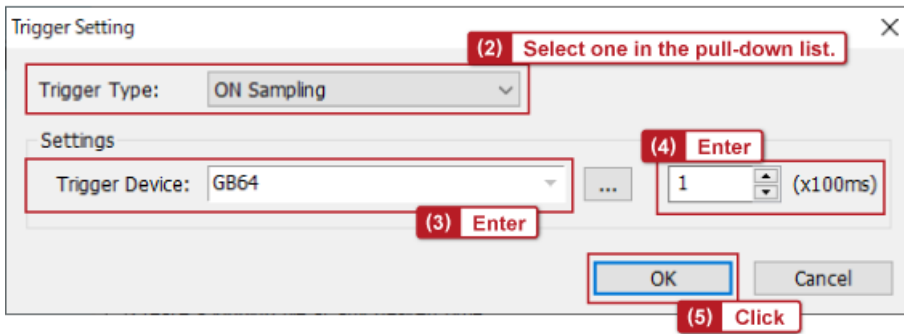 Trigger Setting
(2) Select one in the pull-down list.
Trigger Type: ON Sampling
Settings
(4) Enter
Trigger Device: GB64 ... 1 (x100ms)
(3) Enter
OK Cancel
(5) Click